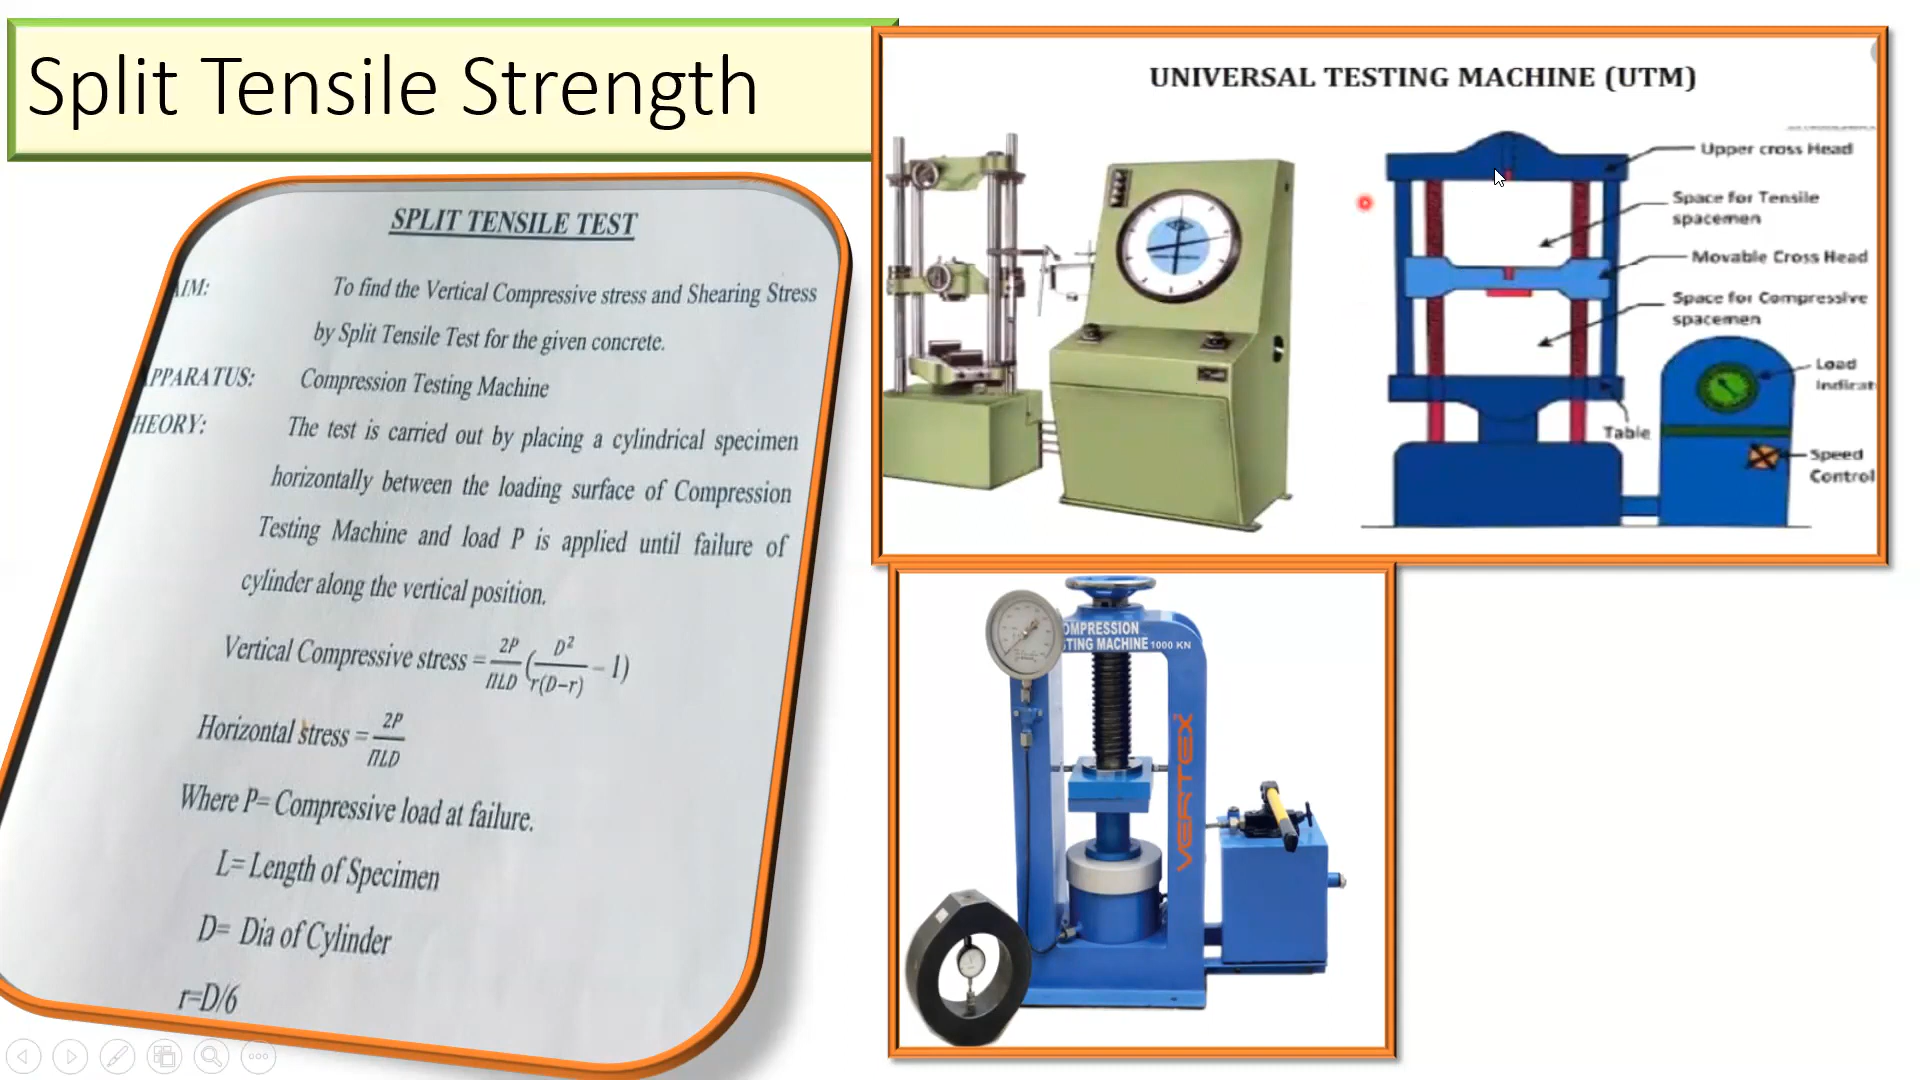 Split Tensile Strength
SPLIT TENSILE TEST
AIM: To find the Vertical Compressive stress and Shearing Stress
by Split Tensile Test for the given concrete.
APPARATUS: Compression Testing Machine
HEORY: The test is carried out by placing a cylindrical specimen
horizontally between the loading surface of Compression
Testing Machine and load P is applied until failure of
cylinder along the vertical position.
Vertical Compressive stress = 2P/ΠLD (D²/r(D−r) − 1)
Horizontal stress = 2P/ΠLD
Where P= Compressive load at failure.
L= Length of Specimen
D= Dia of Cylinder
r=D/6
UNIVERSAL TESTING MACHINE (UTM)
Upper cross Head
Space for Tensile
spacemen
Movable Cross Head
Space for Compressive
spacemen
Load
Indicat
Table
Speed
Control
OMPRESSION
TING MACHINE 1000 KN
VERTEX